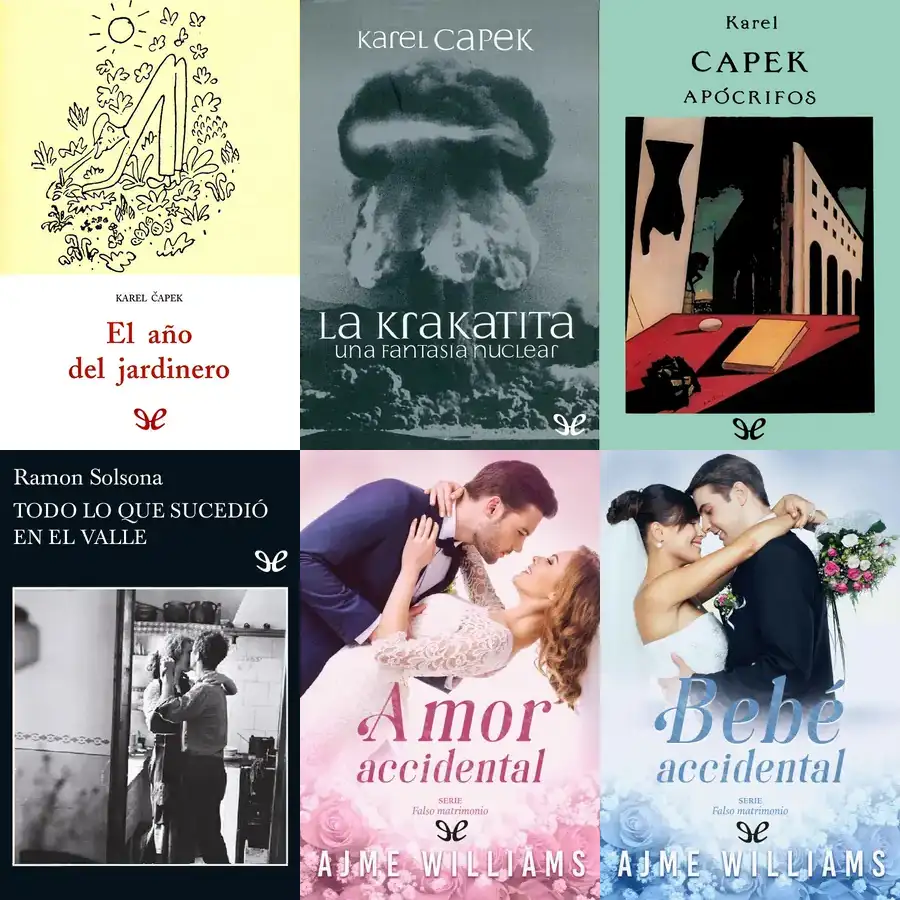 KAREL ČAPEK
El año
del jardinero
KAREL CAPEK
LA KRAKATITA
una FANTASIA nuclear
Karel
CAPEK
APÓCRIFOS
Ramon Solsona
TODO LO QUE SUCEDIÓ
EN EL VALLE
Amor
accidental
SERIE
Falso matrimonio
AJME WILLIAMS
Bebé
accidental
SERIE
Falso matrimonio
AJME WILLIAMS